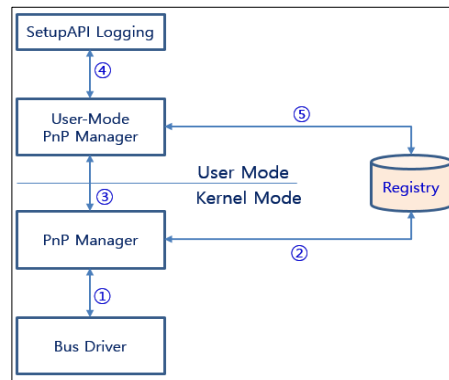 SetupAPI Logging
④
User-Mode
PnP Manager
⑤
User Mode
③
Kernel Mode
Registry
PnP Manager
②
①
Bus Driver